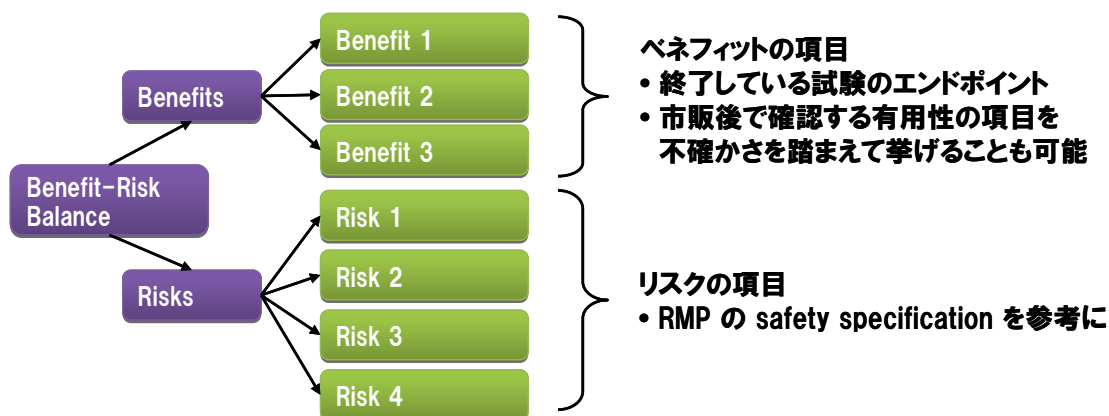 Benefit-Risk
Balance
Benefits
Risks
Benefit 1
Benefit 2
Benefit 3
Risk 1
Risk 2
Risk 3
Risk 4
ベネフィットの項目
• 終了している試験のエンドポイント
• 市販後で確認する有用性の項目を
不確かさを踏まえて挙げることも可能
リスクの項目
• RMP の safety specification を参考に